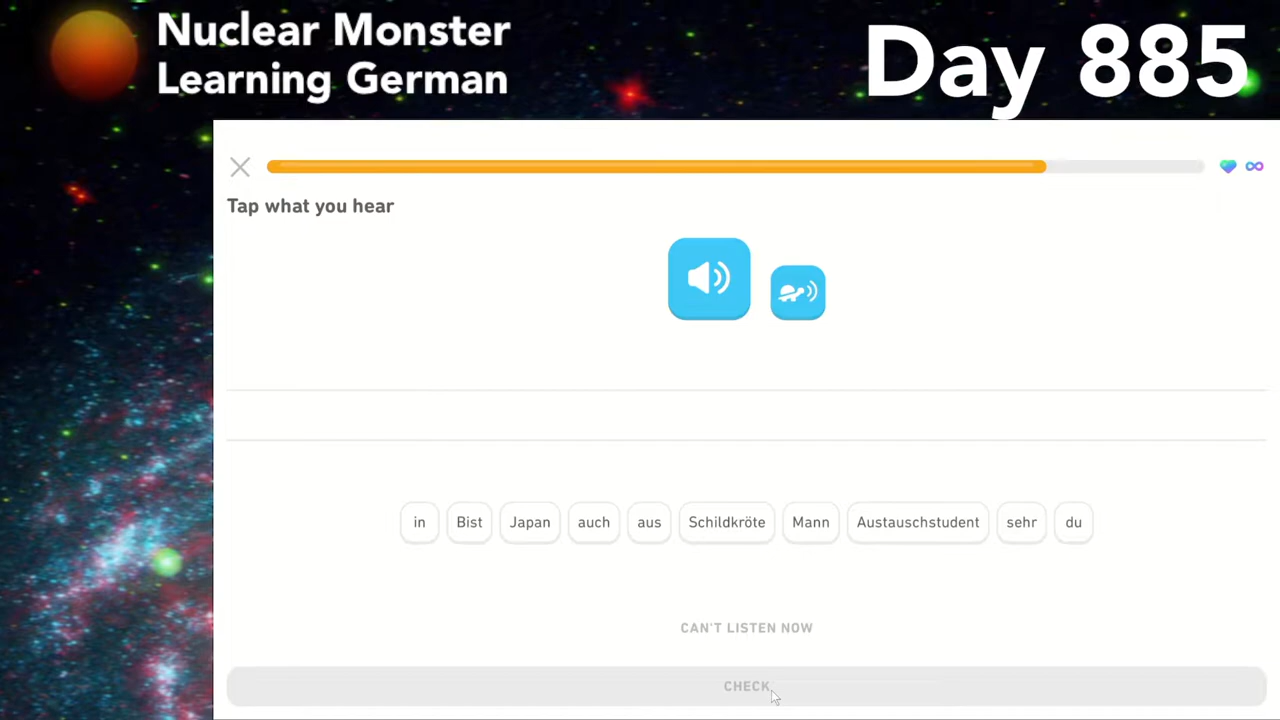 Nuclear Monster
Learning German
Day 885
Tap what you hear
in Bist Japan auch aus Schildkröte Mann Austauschstudent sehr du
CAN'T LISTEN NOW
CHECK